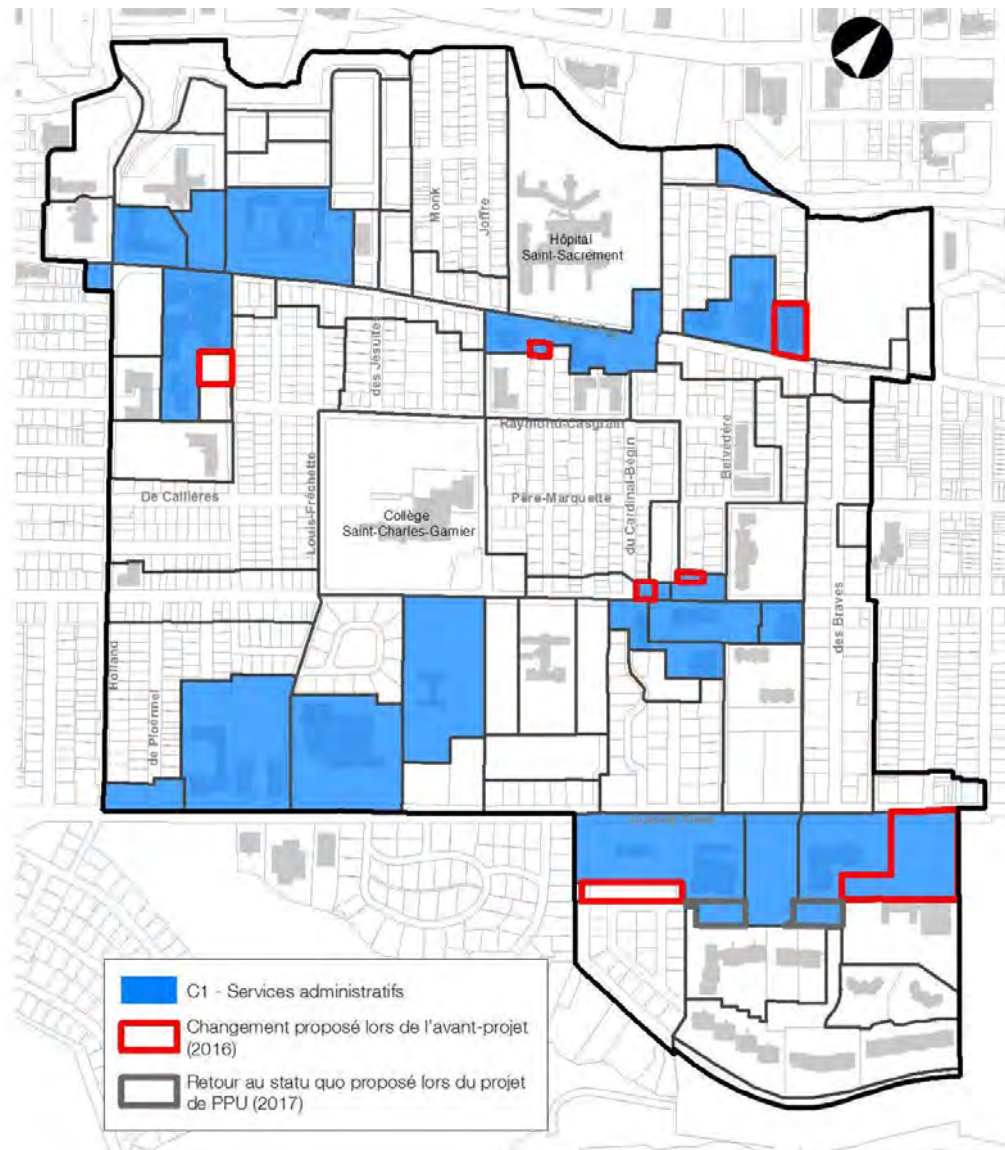 Monk
Joffre
Hôpital
Saint-Sacrement
des Jésuites
Raymond-Casgrain
Belvédère
Louis-Fréchette
du Cardinal-Bégin
De Callières
Père-Marquette
Collège
Saint-Charles-Garnier
des Braves
Holland
de Ploërmel
C1 - Services administratifs
Changement proposé lors de l'avant-projet
(2016)
Retour au statu quo proposé lors du projet
de PPU (2017)